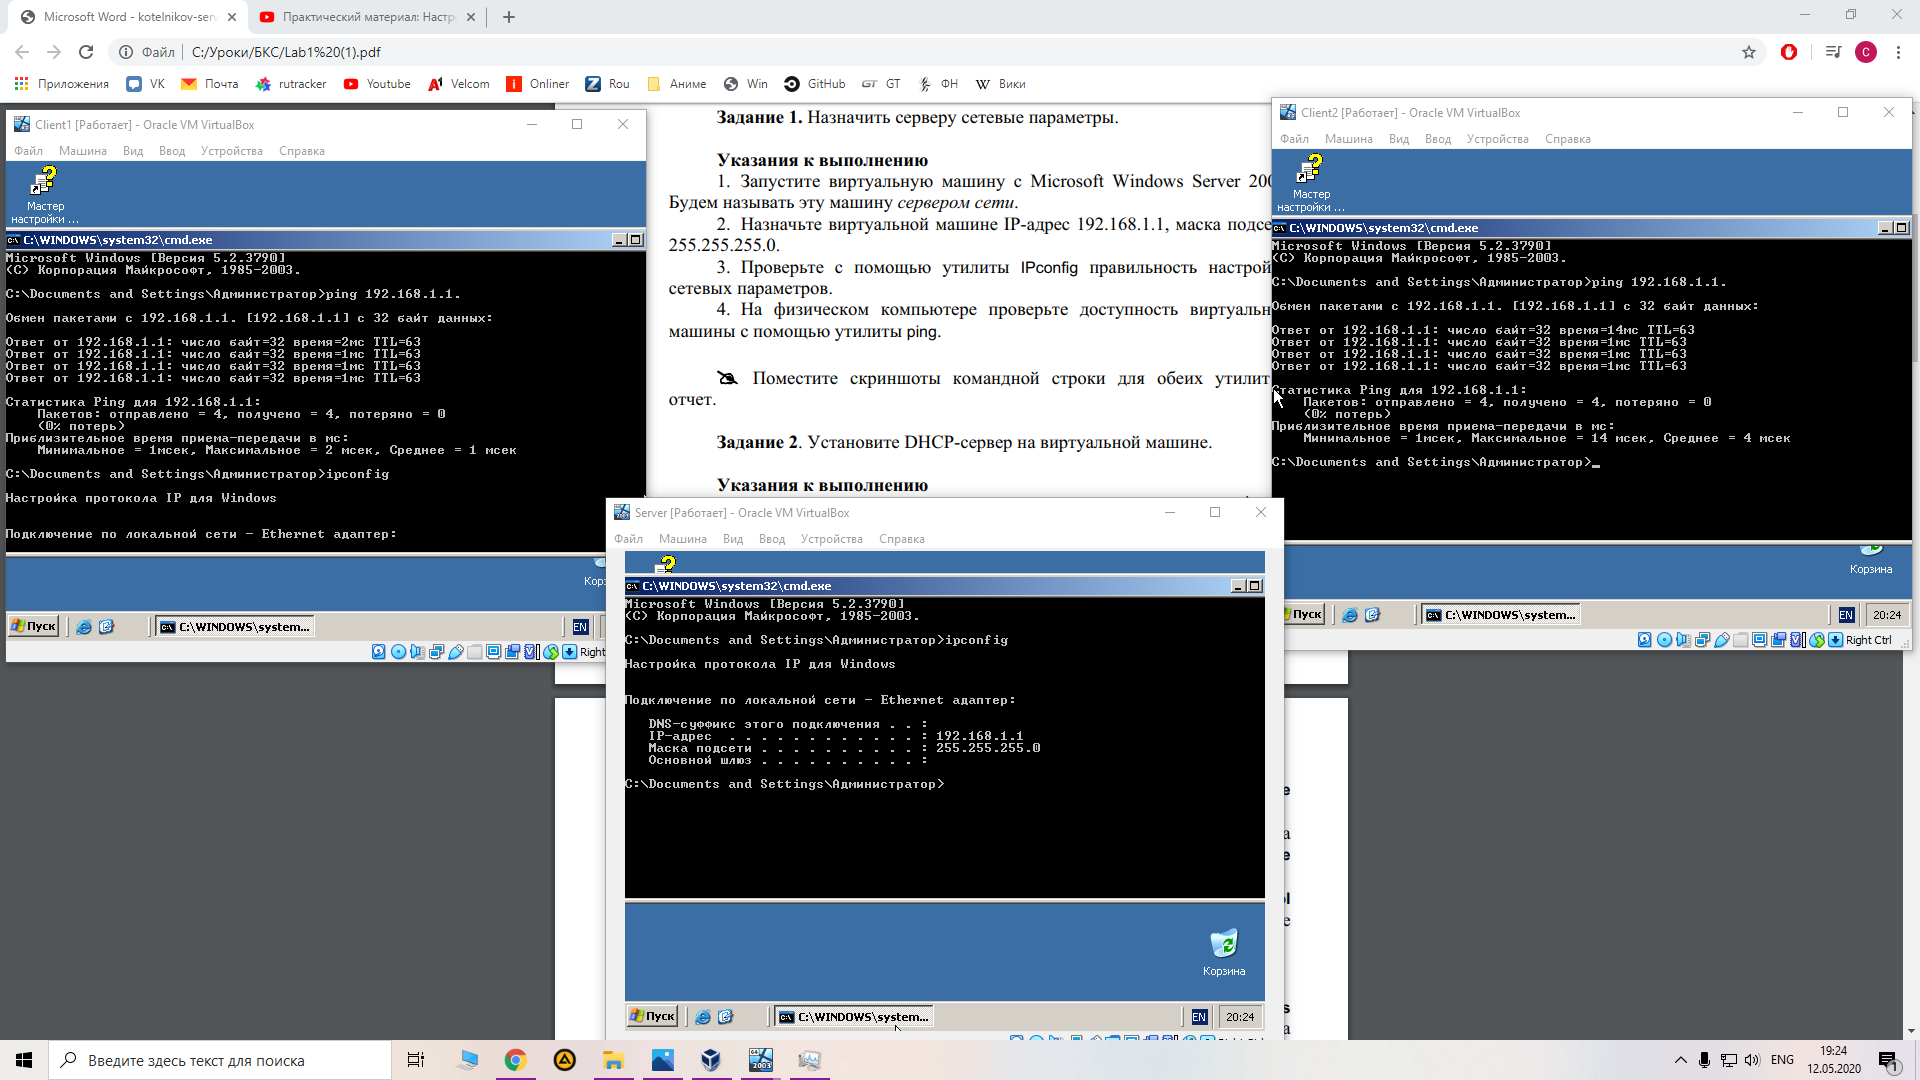 Microsoft Word - kotelnikov-serv
Практический материал: Настр
Файл
C:/Уроки/БКС/Lab1%20(1).pdf
C
Приложения
VK
Почта
rutracker
Youtube
Velcom
Onliner
Rou
Аниме
Win
GitHub
GT
ФН
Вики
Client1 [Работает] - Oracle VM VirtualBox
Файл Машина Вид Ввод Устройства Справка
Мастер
настройки ...
C:\WINDOWS\system32\cmd.exe
Microsoft Windows [Версия 5.2.3790]
(С) Корпорация Майкрософт, 1985-2003.
C:\Documents and Settings\Администратор>ping 192.168.1.1.
Обмен пакетами с 192.168.1.1. [192.168.1.1] с 32 байт данных:
Ответ от 192.168.1.1: число байт=32 время=2мс TTL=63
Ответ от 192.168.1.1: число байт=32 время=1мс TTL=63
Ответ от 192.168.1.1: число байт=32 время=1мс TTL=63
Ответ от 192.168.1.1: число байт=32 время=1мс TTL=63
Статистика Ping для 192.168.1.1:
Пакетов: отправлено = 4, получено = 4, потеряно = 0
(0% потерь)
Приблизительное время приема-передачи в мс:
Минимальное = 1мсек, Максимальное = 2 мсек, Среднее = 1 мсек
C:\Documents and Settings\Администратор>ipconfig
Настройка протокола IP для Windows
Подключение по локальной сети - Ethernet адаптер:
Пуск
C:\WINDOWS\system...
EN
Right
Задание 1. Назначить серверу сетевые параметры.
Указания к выполнению
1. Запустите виртуальную машину с Microsoft Windows Server 200
Будем называть эту машину сервером сети.
2. Назначьте виртуальной машине IP-адрес 192.168.1.1, маска подсе
255.255.255.0.
3. Проверьте с помощью утилиты IPconfig правильность настрой
сетевых параметров.
4. На физическом компьютере проверьте доступность виртуальн
машины с помощью утилиты ping.
Поместите скриншоты командной строки для обеих утилит
отчет.
Задание 2. Установите DHCP-сервер на виртуальной машине.
Указания к выполнению
Client2 [Работает] - Oracle VM VirtualBox
Файл Машина Вид Ввод Устройства Справка
Мастер
настройки ...
C:\WINDOWS\system32\cmd.exe
Microsoft Windows [Версия 5.2.3790]
(С) Корпорация Майкрософт, 1985-2003.
C:\Documents and Settings\Администратор>ping 192.168.1.1.
Обмен пакетами с 192.168.1.1. [192.168.1.1] с 32 байт данных:
Ответ от 192.168.1.1: число байт=32 время=14мс TTL=63
Ответ от 192.168.1.1: число байт=32 время=1мс TTL=63
Ответ от 192.168.1.1: число байт=32 время=1мс TTL=63
Ответ от 192.168.1.1: число байт=32 время=1мс TTL=63
Статистика Ping для 192.168.1.1:
Пакетов: отправлено = 4, получено = 4, потеряно = 0
(0% потерь)
Приблизительное время приема-передачи в мс:
Минимальное = 1мсек, Максимальное = 14 мсек, Среднее = 4 мсек
C:\Documents and Settings\Администратор>_
Корзина
Пуск
C:\WINDOWS\system...
EN
20:24
Right Ctrl
Server [Работает] - Oracle VM VirtualBox
Файл Машина Вид Ввод Устройства Справка
C:\WINDOWS\system32\cmd.exe
Microsoft Windows [Версия 5.2.3790]
(С) Корпорация Майкрософт, 1985-2003.
C:\Documents and Settings\Администратор>ipconfig
Настройка протокола IP для Windows
Подключение по локальной сети - Ethernet адаптер:
DNS-суффикс этого подключения . . :
IP-адрес . . . . . . . . . . . . : 192.168.1.1
Маска подсети . . . . . . . . . . : 255.255.255.0
Основной шлюз . . . . . . . . . . :
C:\Documents and Settings\Администратор>
Корзина
Пуск
C:\WINDOWS\system...
EN
20:24
Введите здесь текст для поиска
ENG
19:24
12.05.2020
1